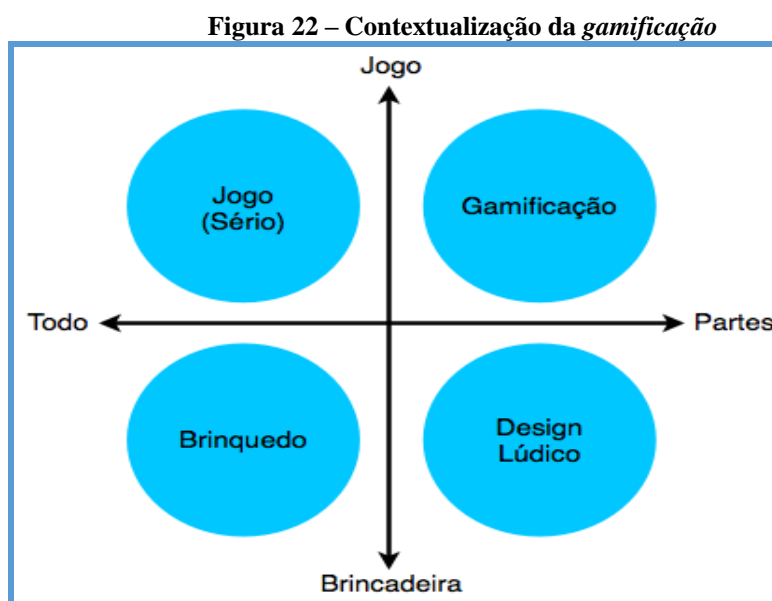 Figura 22 – Contextualização da gamificação
Jogo
Jogo
(Sério)
Gamificação
Todo
Partes
Brinquedo
Design
Lúdico
Brincadeira